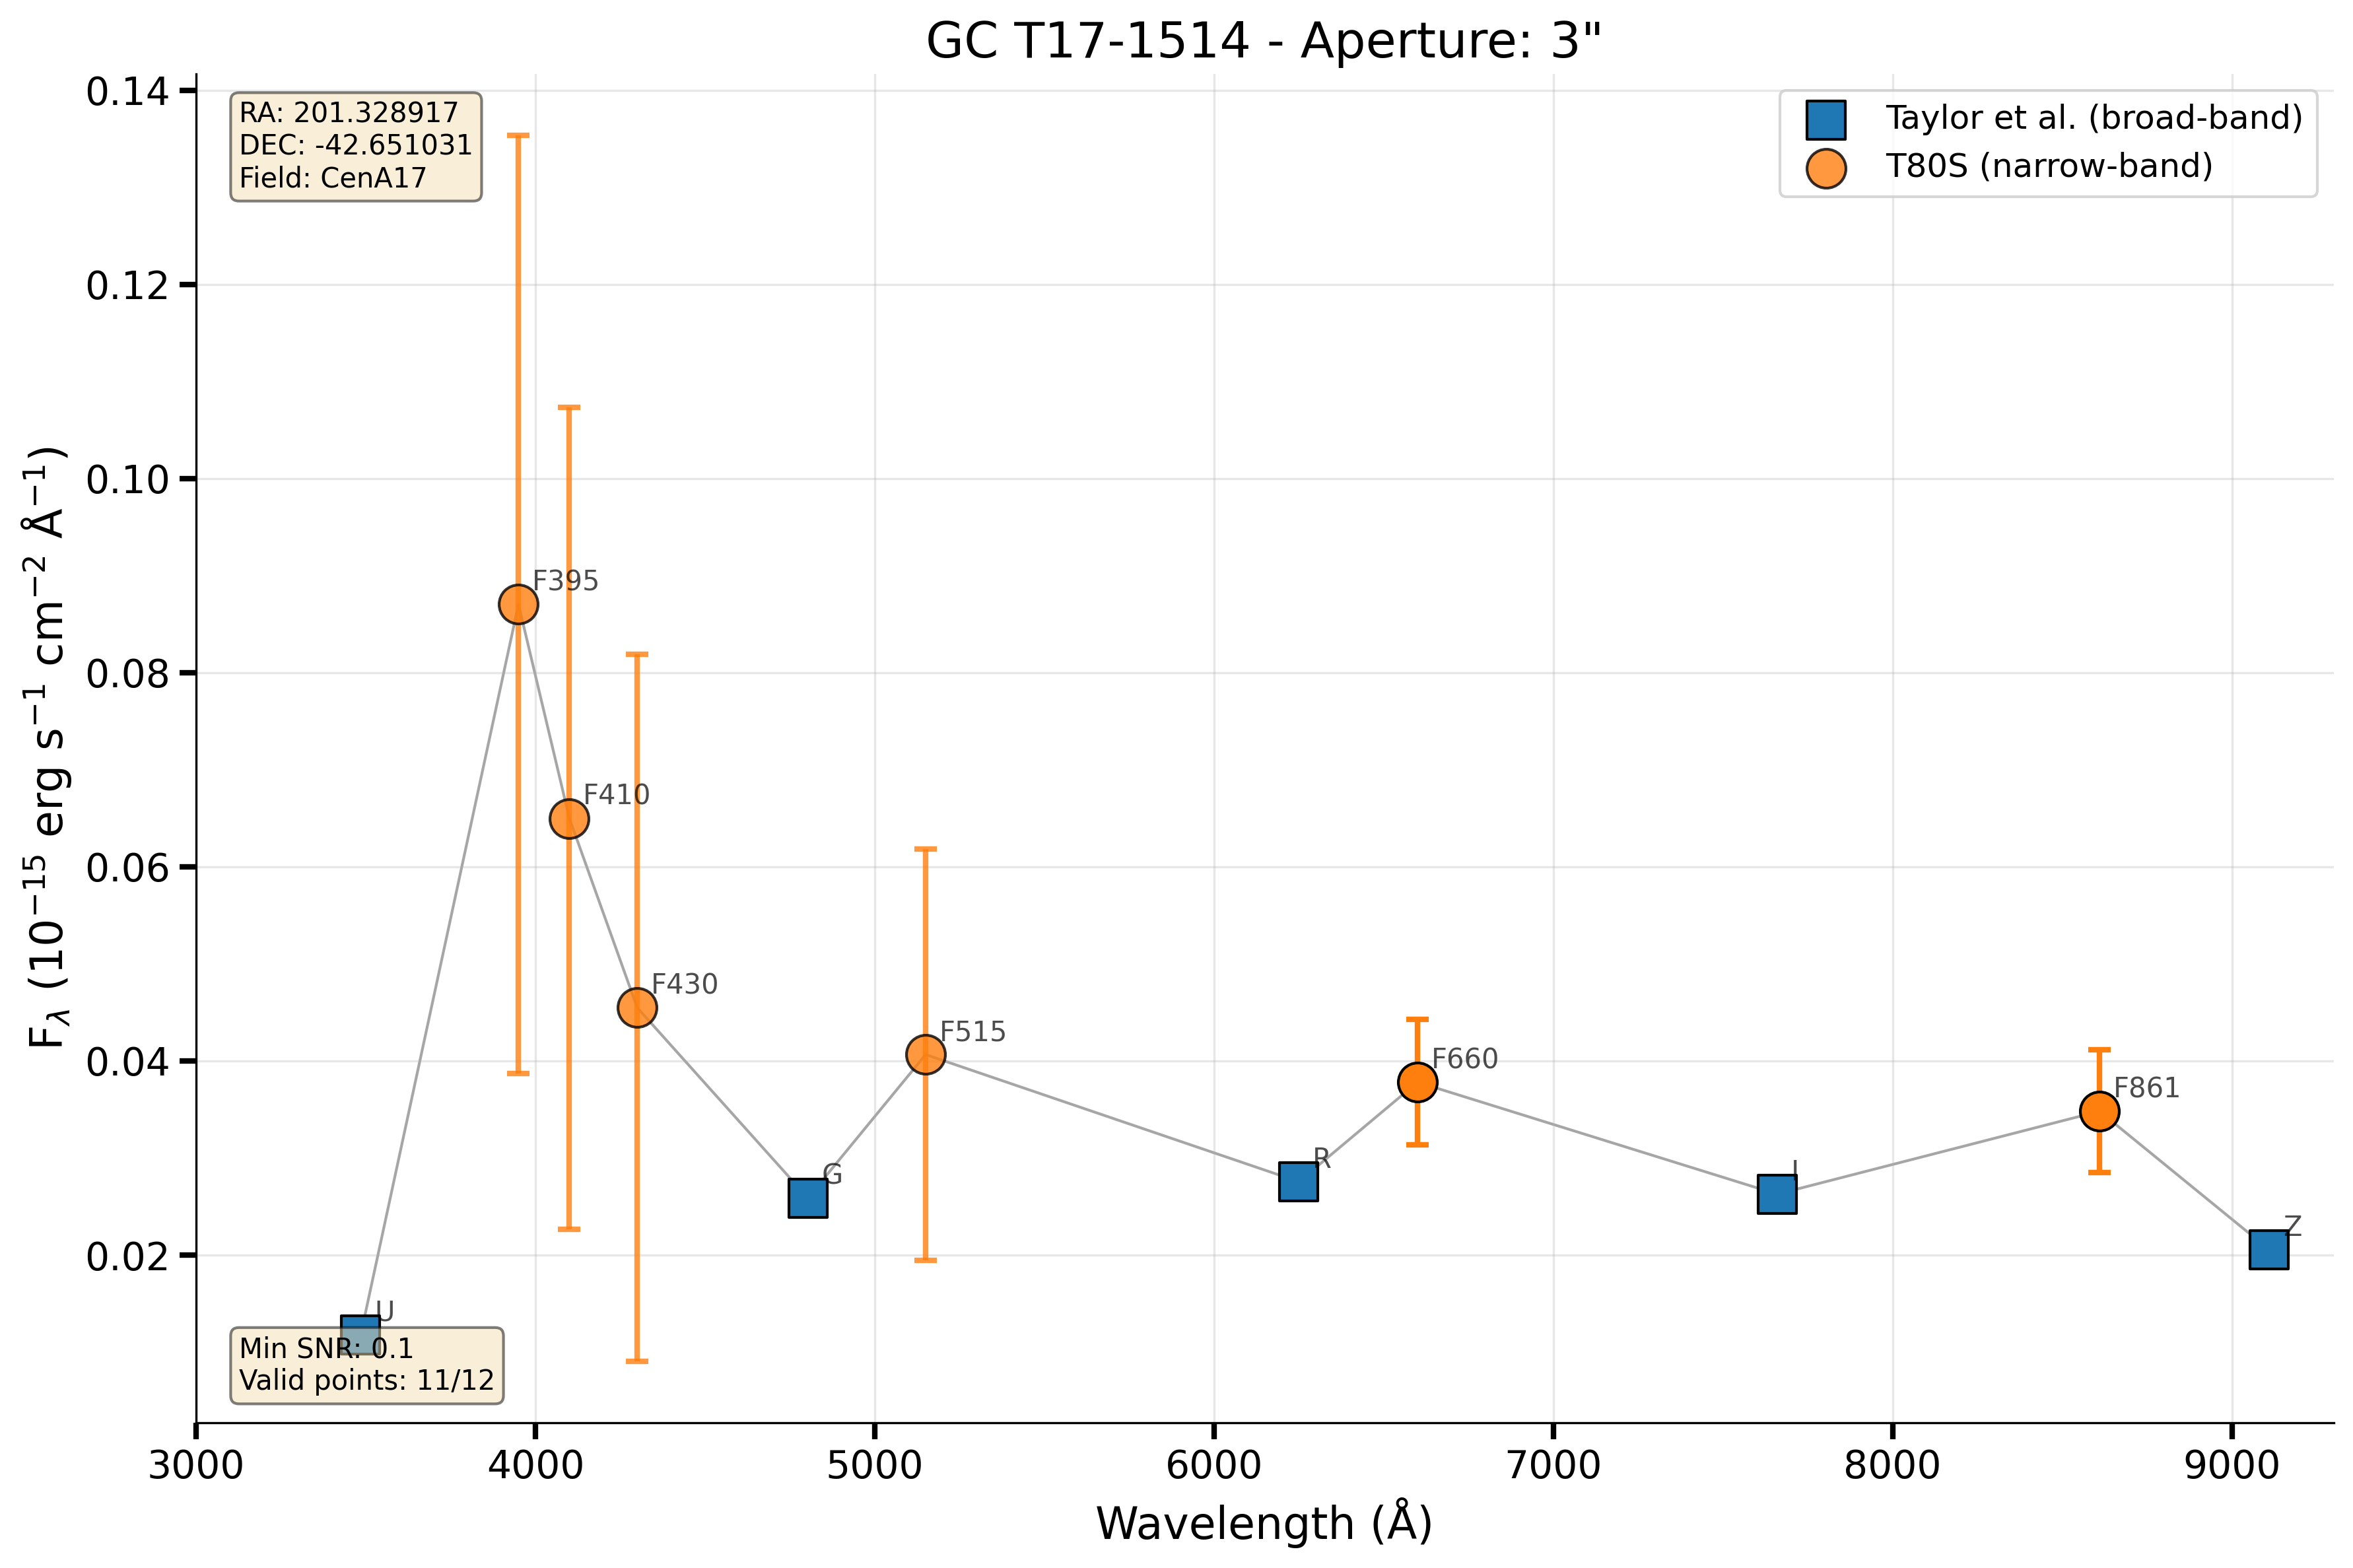 GC T17-1514 - Aperture: 3"
RA: 201.328917
DEC: -42.651031
Field: CenA17
Taylor et al. (broad-band)
T80S (narrow-band)
0.14
0.12
0.10
0.08
0.06
0.04
0.02
F_λ (10⁻¹⁵ erg s⁻¹ cm⁻² Å⁻¹)
F395
F410
F430
F515
F660
F861
G
R
I
Z
U
Min SNR: 0.1
Valid points: 11/12
3000 4000 5000 6000 7000 8000 9000
Wavelength (Å)